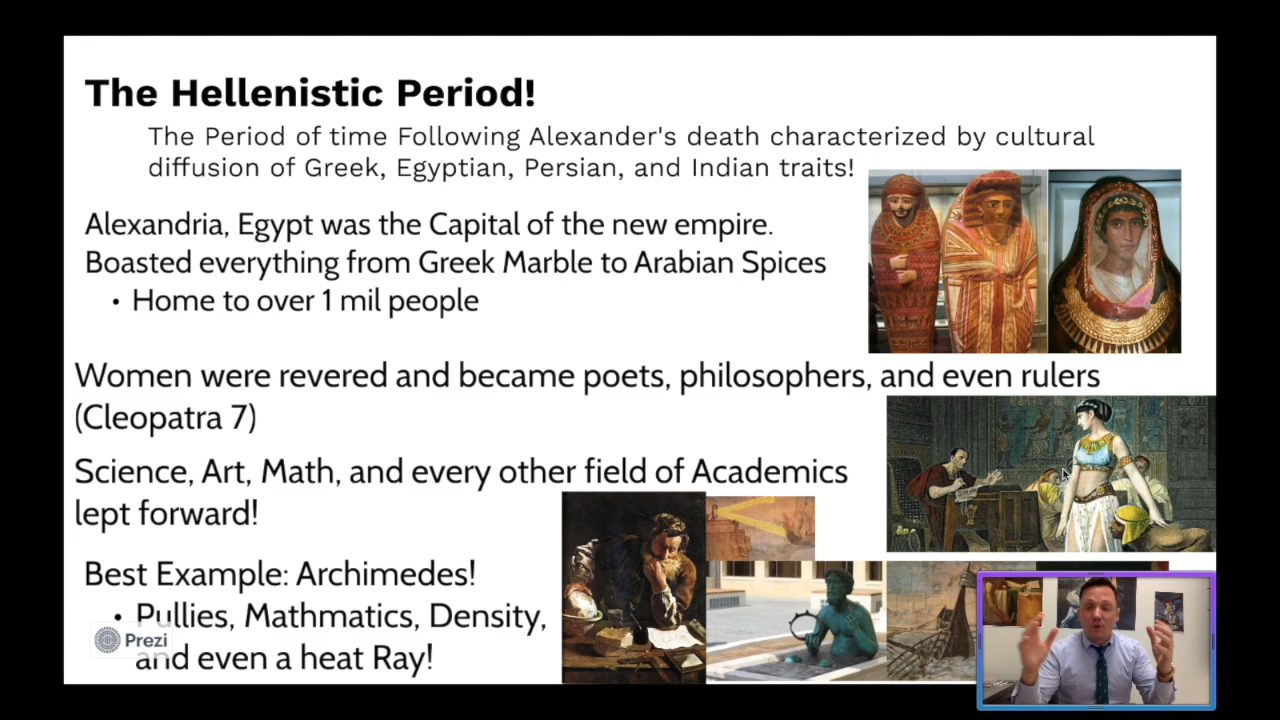 The Hellenistic Period!
The Period of time Following Alexander's death characterized by cultural
diffusion of Greek, Egyptian, Persian, and Indian traits!
Alexandria, Egypt was the Capital of the new empire.
Boasted everything from Greek Marble to Arabian Spices
• Home to over 1 mil people
Women were revered and became poets, philosophers, and even rulers
(Cleopatra 7)
Science, Art, Math, and every other field of Academics
lept forward!
Best Example: Archimedes!
• Pullies, Mathmatics, Density,
and even a heat Ray!
Prezi